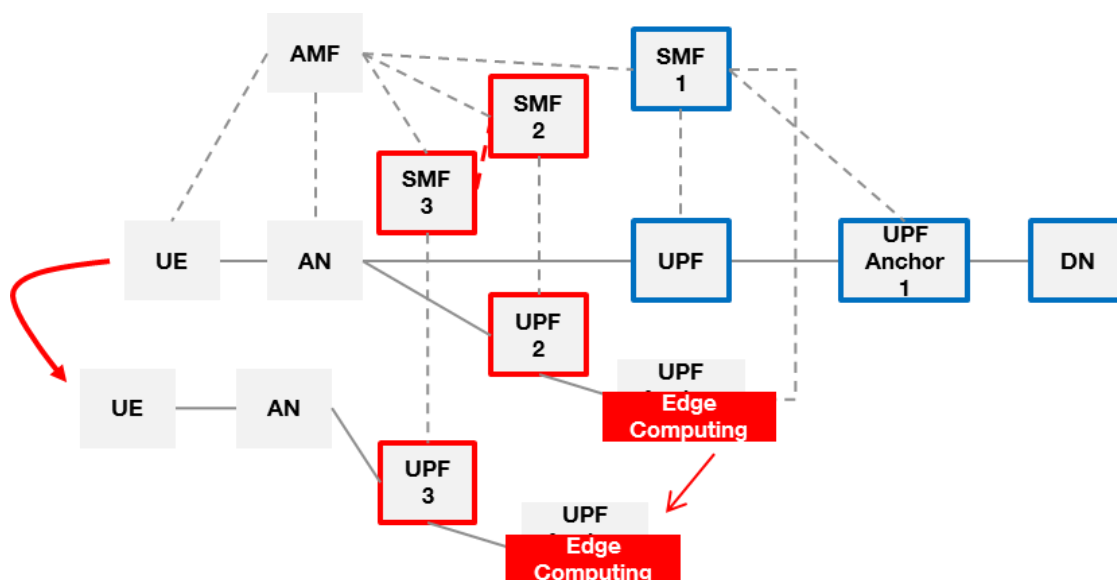 AMF
SMF
1
SMF
2
SMF
3
UE
AN
UPF
UPF
Anchor
1
DN
UPF
2
UE
AN
UPF
Edge
Computing
UPF
3
UPF
Edge
Computing